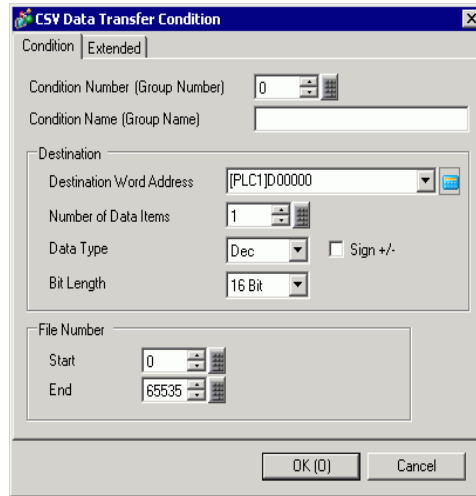 CSV Data Transfer Condition
Condition Extended
Condition Number (Group Number) 0
Condition Name (Group Name)
Destination
Destination Word Address [PLC1]D00000
Number of Data Items 1
Data Type Dec Sign +/-
Bit Length 16 Bit
File Number
Start 0
End 65535
OK (O) Cancel